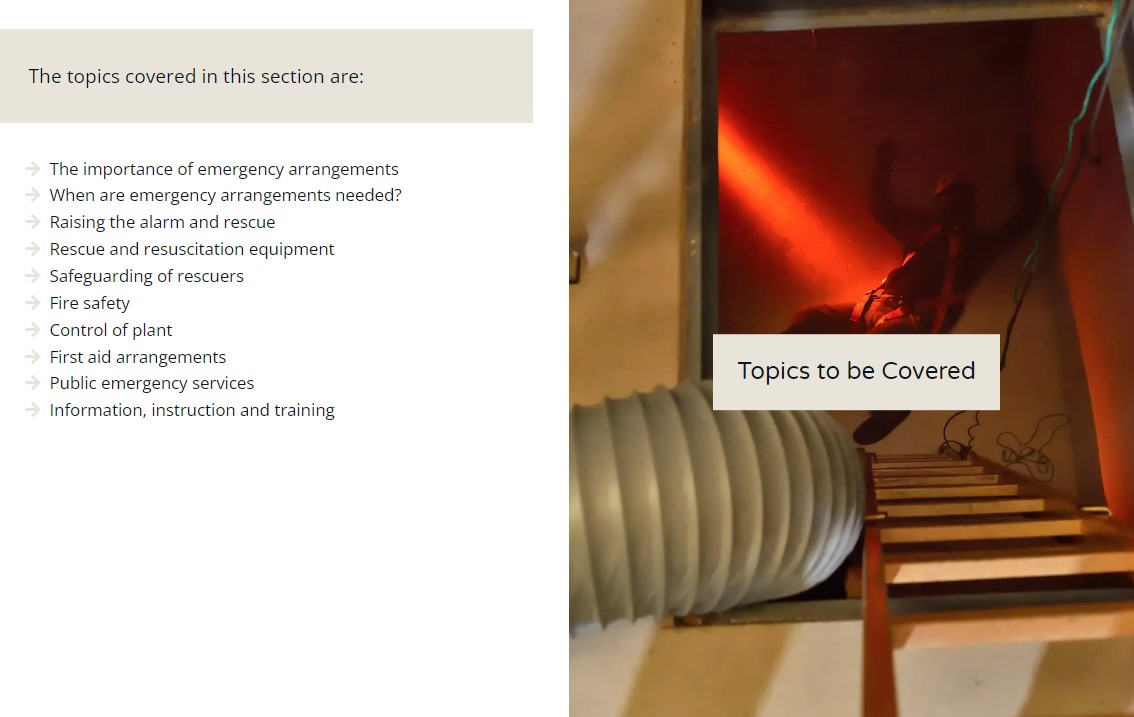 The topics covered in this section are:
The importance of emergency arrangements
When are emergency arrangements needed?
Raising the alarm and rescue
Rescue and resuscitation equipment
Safeguarding of rescuers
Fire safety
Control of plant
First aid arrangements
Public emergency services
Information, instruction and training
Topics to be Covered